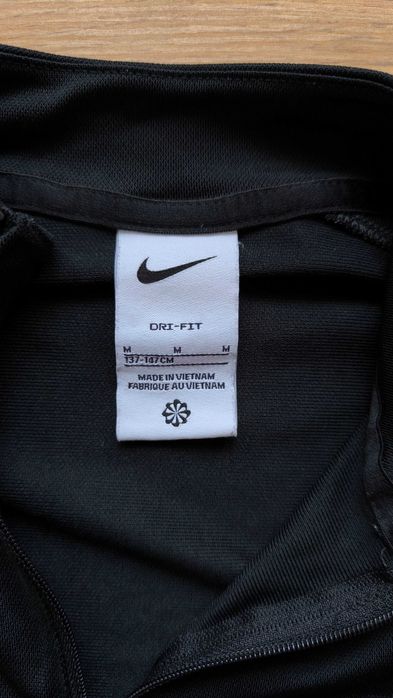 DRI-FIT
M M M
137-147CM
MADE IN VIETNAM
FABRIQUE AU VIETNAM